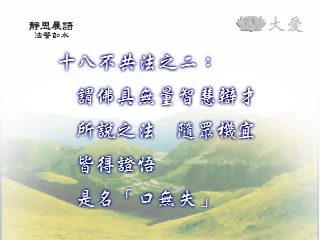 靜思晨語
法譬如水
大愛
十八不共法之二：
謂佛具無量智慧辯才
所說之法　隨眾機宜
皆得證悟
是名「口無失」